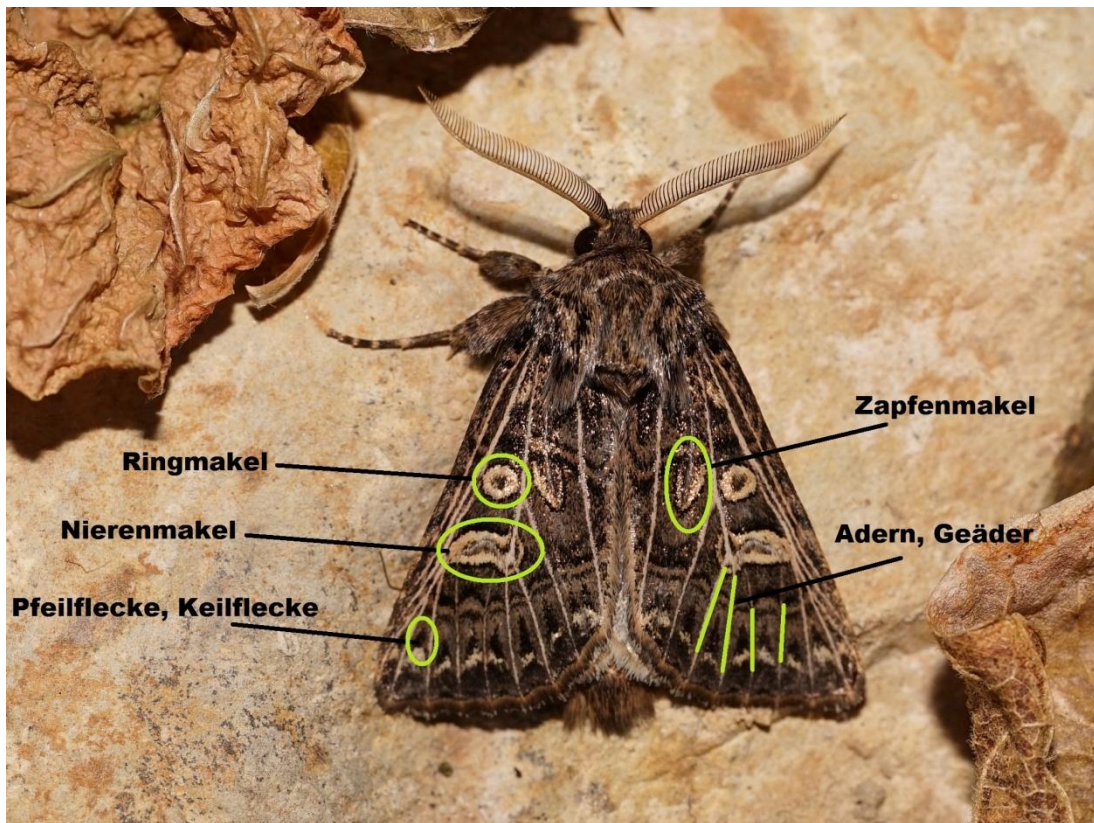 Zapfenmakel
Ringmakel
Nierenmakel
Adern, Geäder
Pfeilflecke, Keilflecke